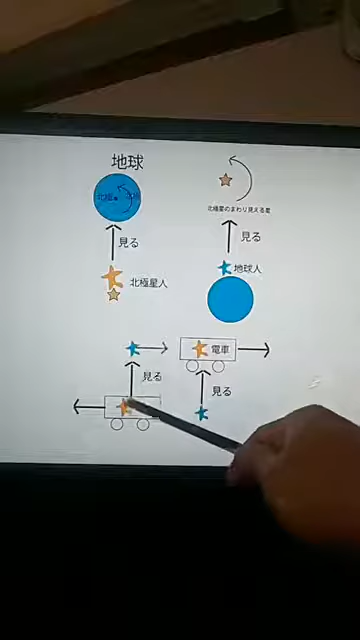 地球
北極
北極星のまわり見える星
見る
見る
地球人
北極星人
電車
見る
見る